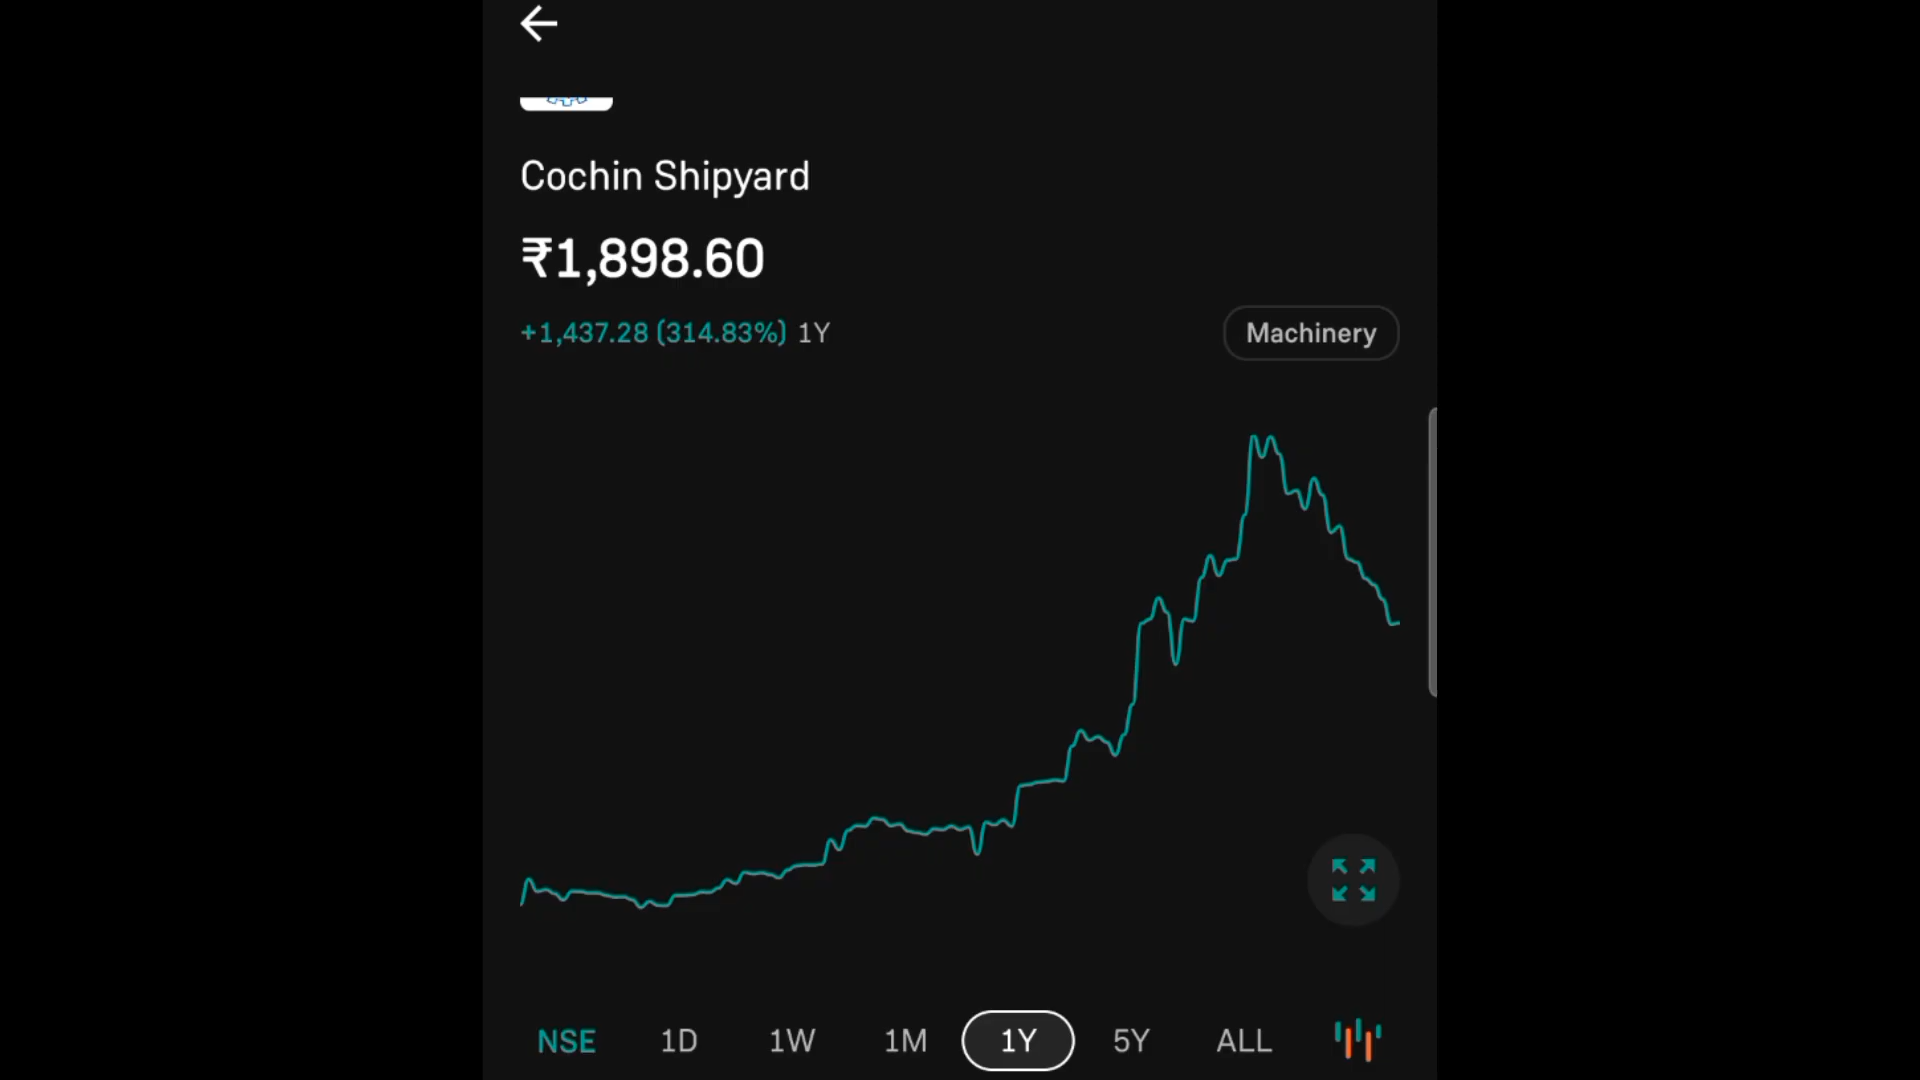 Cochin Shipyard
₹1,898.60
+1,437.28 (314.83%) 1Y
Machinery
NSE 1D 1W 1M 1Y 5Y ALL